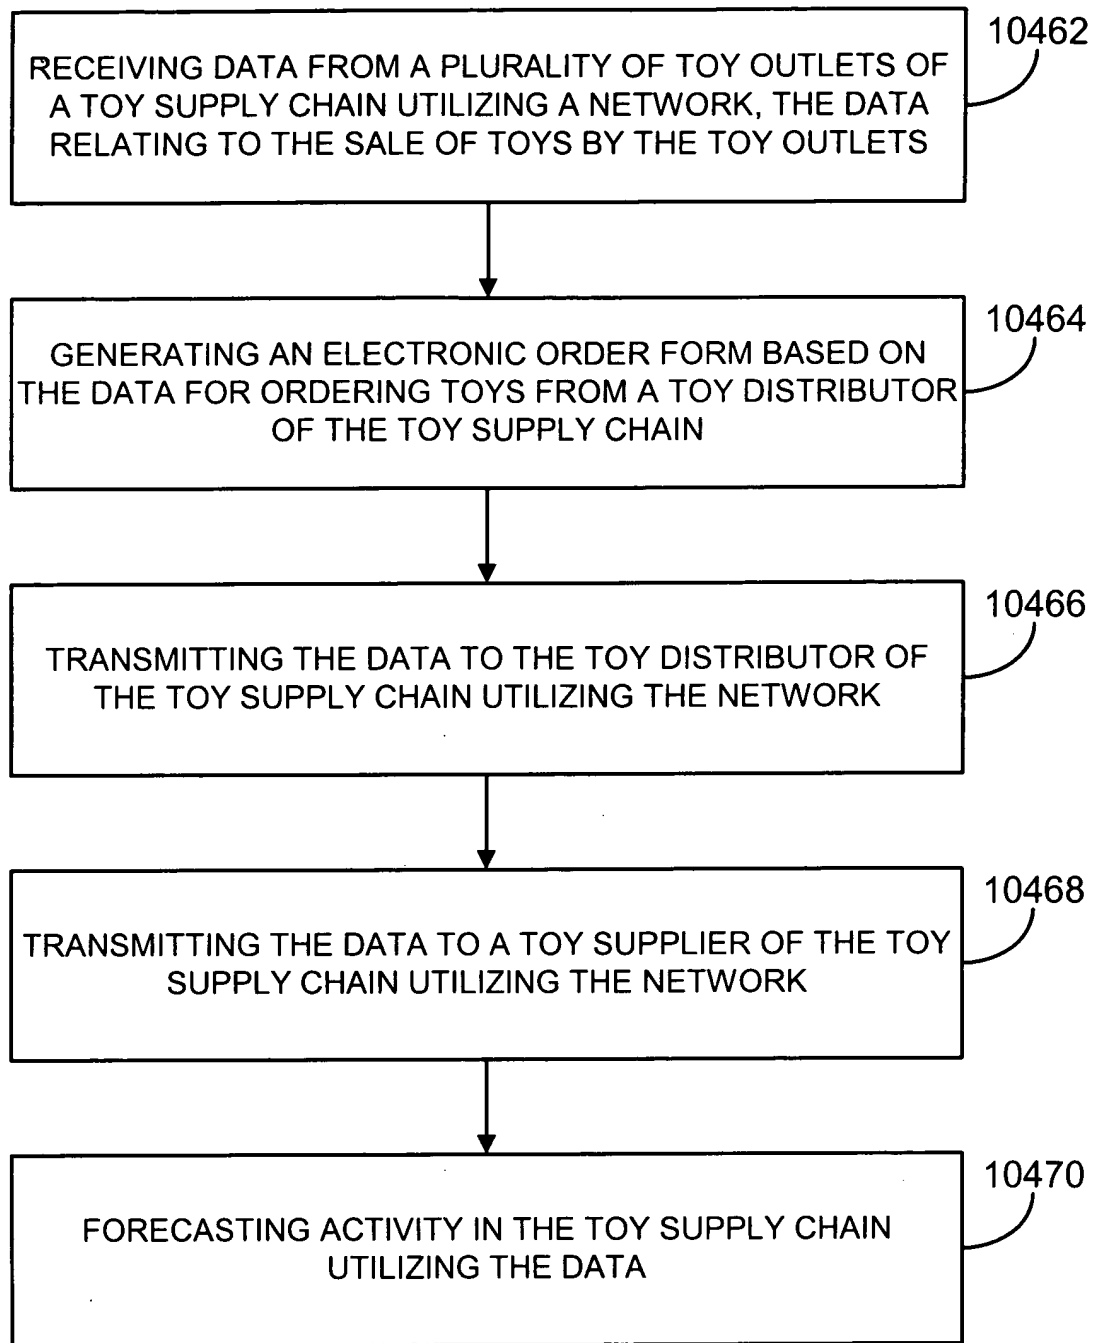 10462
RECEIVING DATA FROM A PLURALITY OF TOY OUTLETS OF
A TOY SUPPLY CHAIN UTILIZING A NETWORK, THE DATA
RELATING TO THE SALE OF TOYS BY THE TOY OUTLETS
10464
GENERATING AN ELECTRONIC ORDER FORM BASED ON
THE DATA FOR ORDERING TOYS FROM A TOY DISTRIBUTOR
OF THE TOY SUPPLY CHAIN
10466
TRANSMITTING THE DATA TO THE TOY DISTRIBUTOR OF
THE TOY SUPPLY CHAIN UTILIZING THE NETWORK
10468
TRANSMITTING THE DATA TO A TOY SUPPLIER OF THE TOY
SUPPLY CHAIN UTILIZING THE NETWORK
10470
FORECASTING ACTIVITY IN THE TOY SUPPLY CHAIN
UTILIZING THE DATA